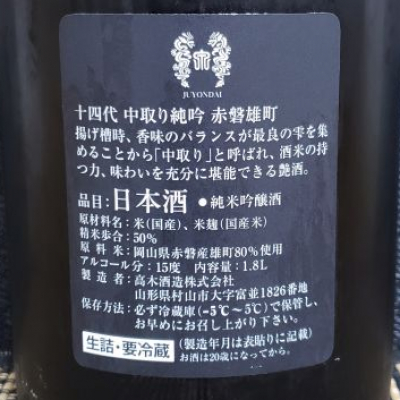 JUYONDAI
十四代 中取り純吟 赤磐雄町
揚げ槽時、香味のバランスが最良の雫を集
めることから「中取り」と呼ばれ、酒米の持
つ力、味わいを充分に堪能できる艶酒。
品目:日本酒 ●純米吟醸酒
原材料名:米(国産)、米麹(国産米)
精米歩合:50%
原料米:岡山県赤磐産雄町80%使用
アルコール分:15度 内容量:1.8L
製造者:高木酒造株式会社
山形県村山市大字富並1826番地
保存方法:必ず冷蔵庫(-5℃~5℃)で保管し、
お早めにお召し上がり下さい。
生詰・要冷蔵 (製造年月は表貼りに記載)
お酒は20歳になってから。